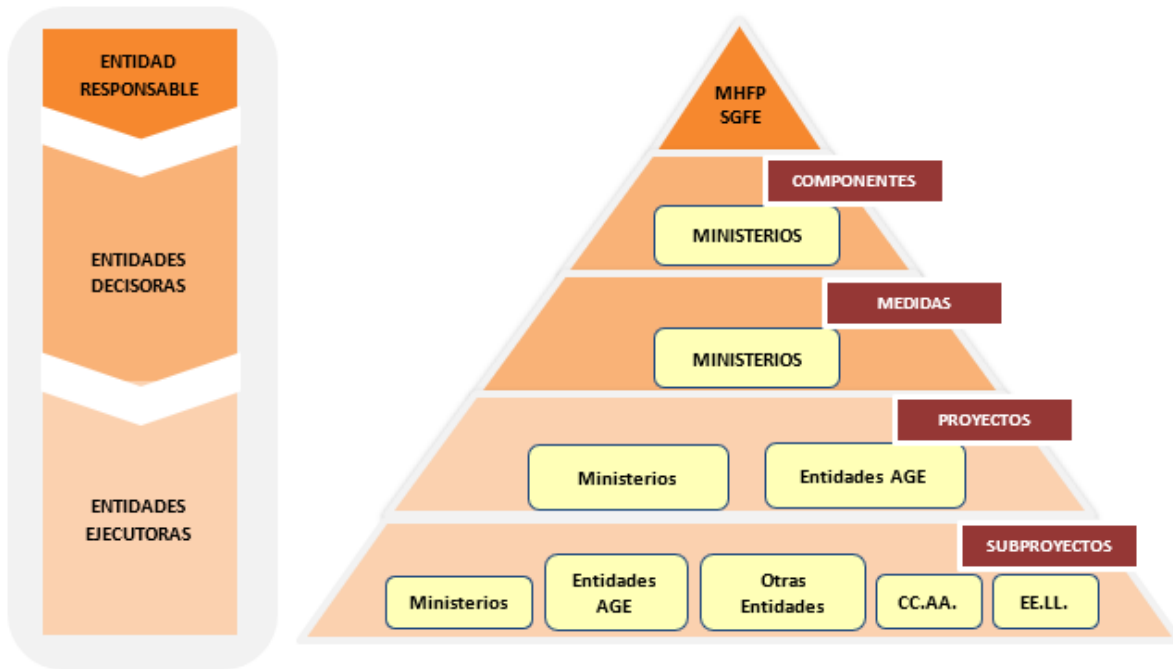 ENTIDAD
RESPONSABLE
ENTIDADES
DECISORAS
ENTIDADES
EJECUTORAS
MHFP
SGFE
COMPONENTES
MINISTERIOS
MEDIDAS
MINISTERIOS
PROYECTOS
Ministerios
Entidades AGE
SUBPROYECTOS
Ministerios
Entidades
AGE
Otras
Entidades
CC.AA.
EE.LL.